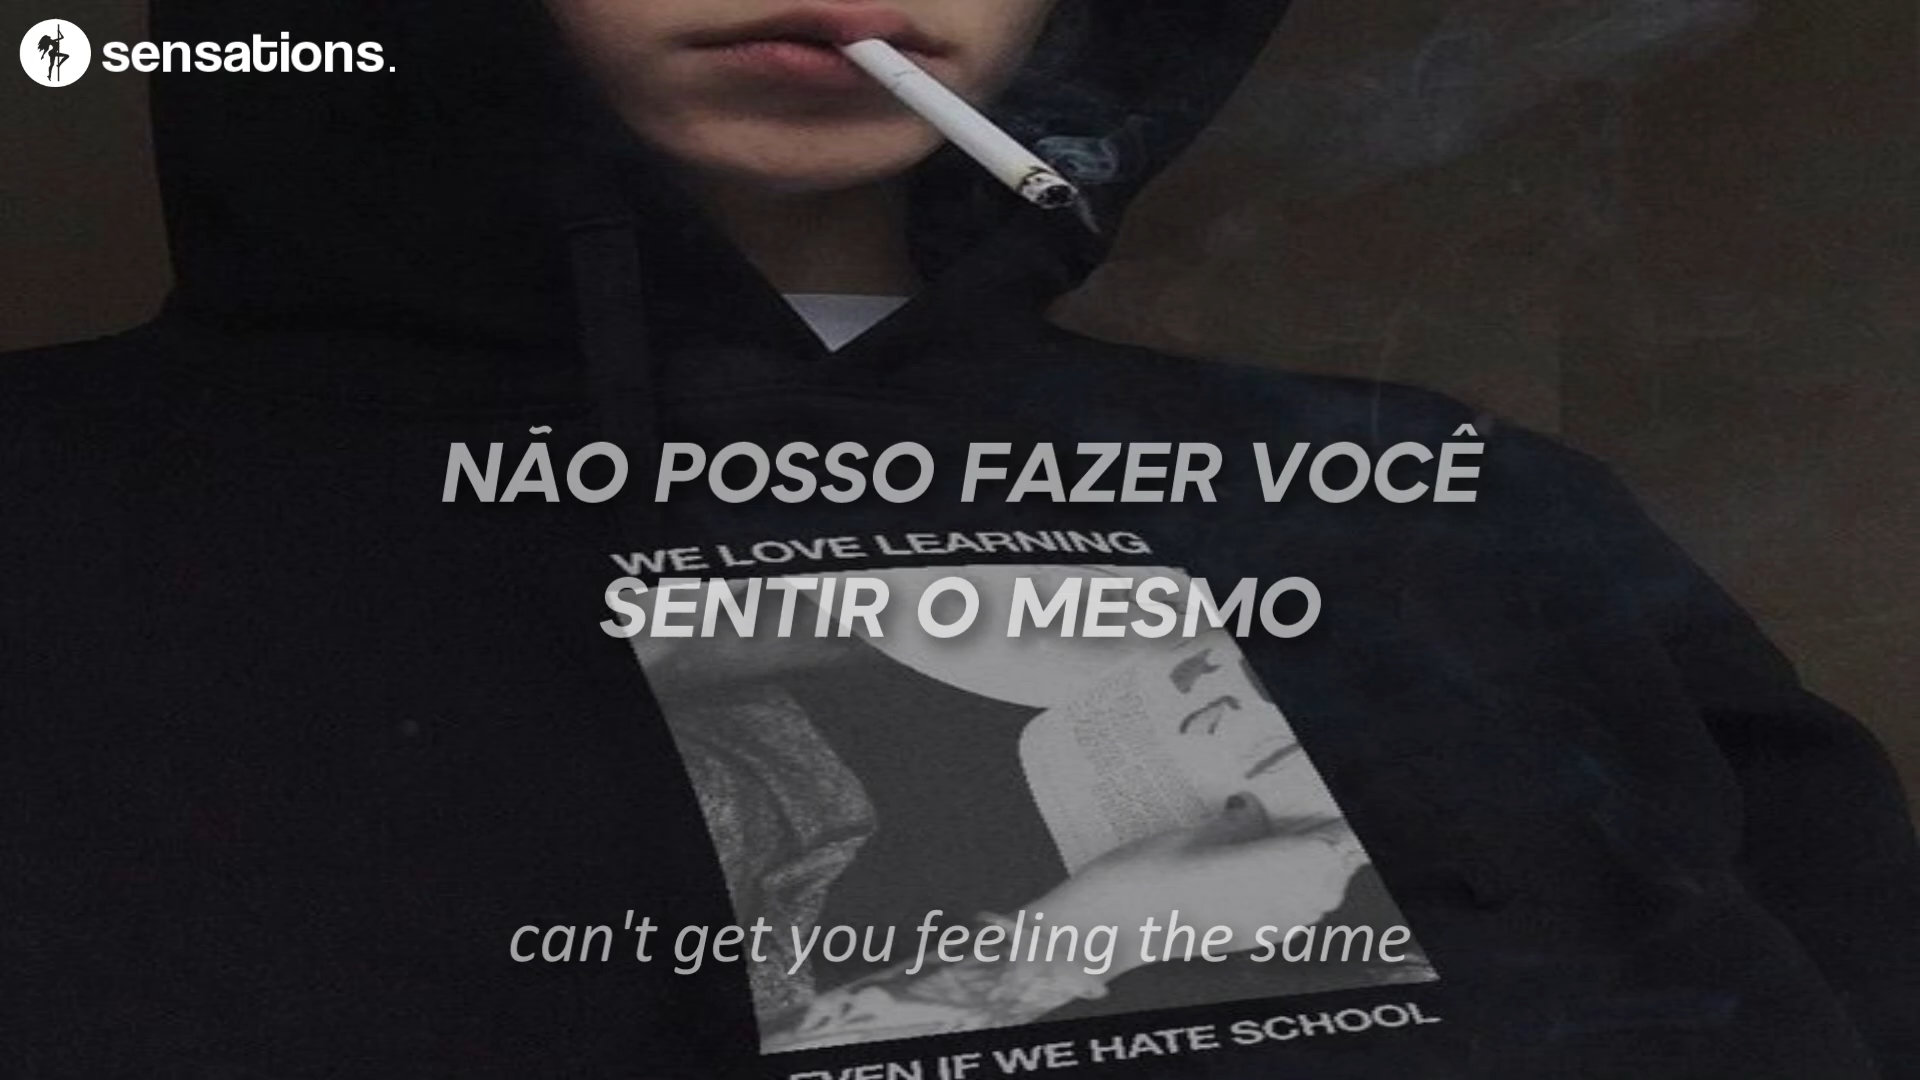 sensations.
NÃO POSSO FAZER VOCÊ
WE LOVE LEARNING
SENTIR O MESMO
can't get you feeling the same
EVEN IF WE HATE SCHOOL